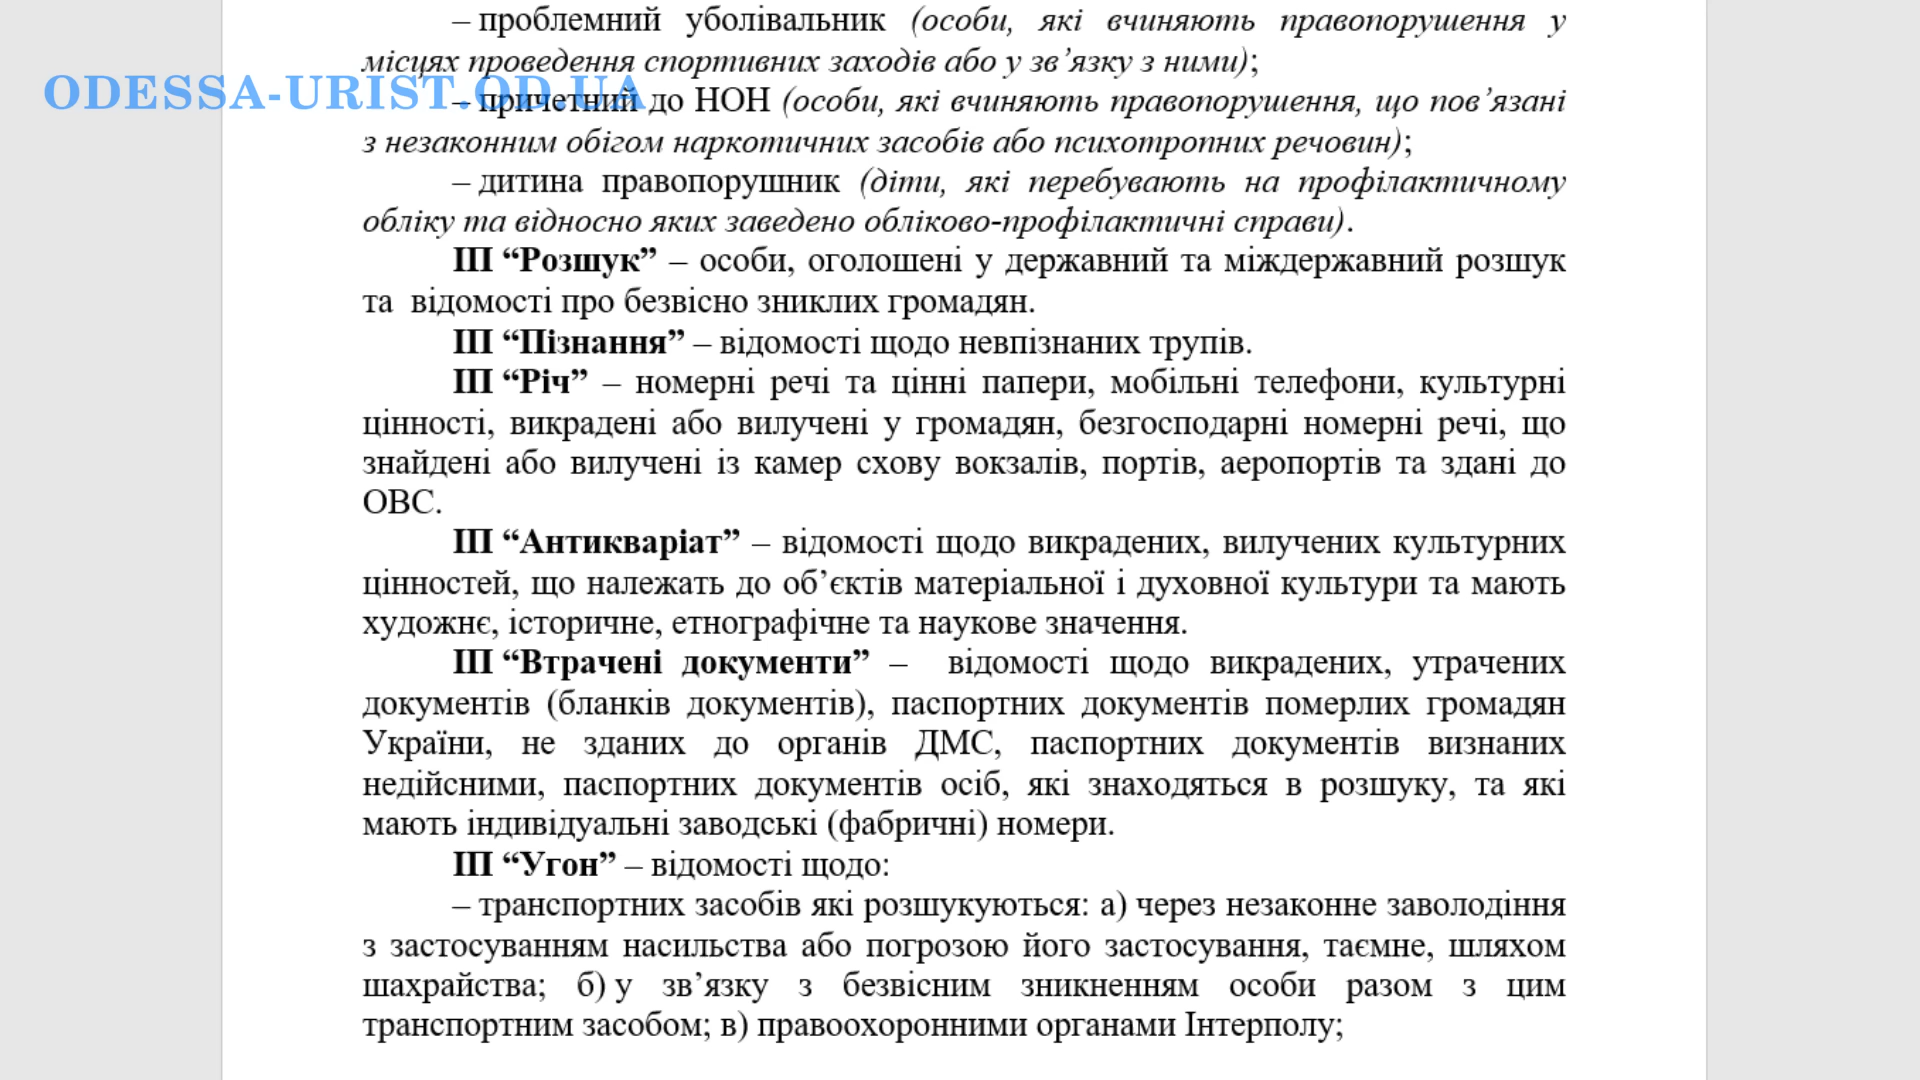 – проблемний уболівальник (особи, які вчиняють правопорушення у
місцях проведення спортивних заходів або у зв’язку з ними);
ODESSA-URIST.OD.UA
– причетний до НОН (особи, які вчиняють правопорушення, що пов’язані
з незаконним обігом наркотичних засобів або психотропних речовин);
– дитина правопорушник (діти, які перебувають на профілактичному
обліку та відносно яких заведено обліково-профілактичні справи).
ІП “Розшук” – особи, оголошені у державний та міждержавний розшук
та відомості про безвісно зниклих громадян.
ІП “Пізнання” – відомості щодо невпізнаних трупів.
ІП “Річ” – номерні речі та цінні папери, мобільні телефони, культурні
цінності, викрадені або вилучені у громадян, безгосподарні номерні речі, що
знайдені або вилучені із камер схову вокзалів, портів, аеропортів та здані до
ОВС.
ІП “Антикваріат” – відомості щодо викрадених, вилучених культурних
цінностей, що належать до об’єктів матеріальної і духовної культури та мають
художнє, історичне, етнографічне та наукове значення.
ІП “Втрачені документи” – відомості щодо викрадених, утрачених
документів (бланків документів), паспортних документів померлих громадян
України, не зданих до органів ДМС, паспортних документів визнаних
недійсними, паспортних документів осіб, які знаходяться в розшуку, та які
мають індивідуальні заводські (фабричні) номери.
ІП “Угон” – відомості щодо:
– транспортних засобів які розшукуються: а) через незаконне заволодіння
з застосуванням насильства або погрозою його застосування, таємне, шляхом
шахрайства; б) у зв’язку з безвісним зникненням особи разом з цим
транспортним засобом; в) правоохоронними органами Інтерполу;